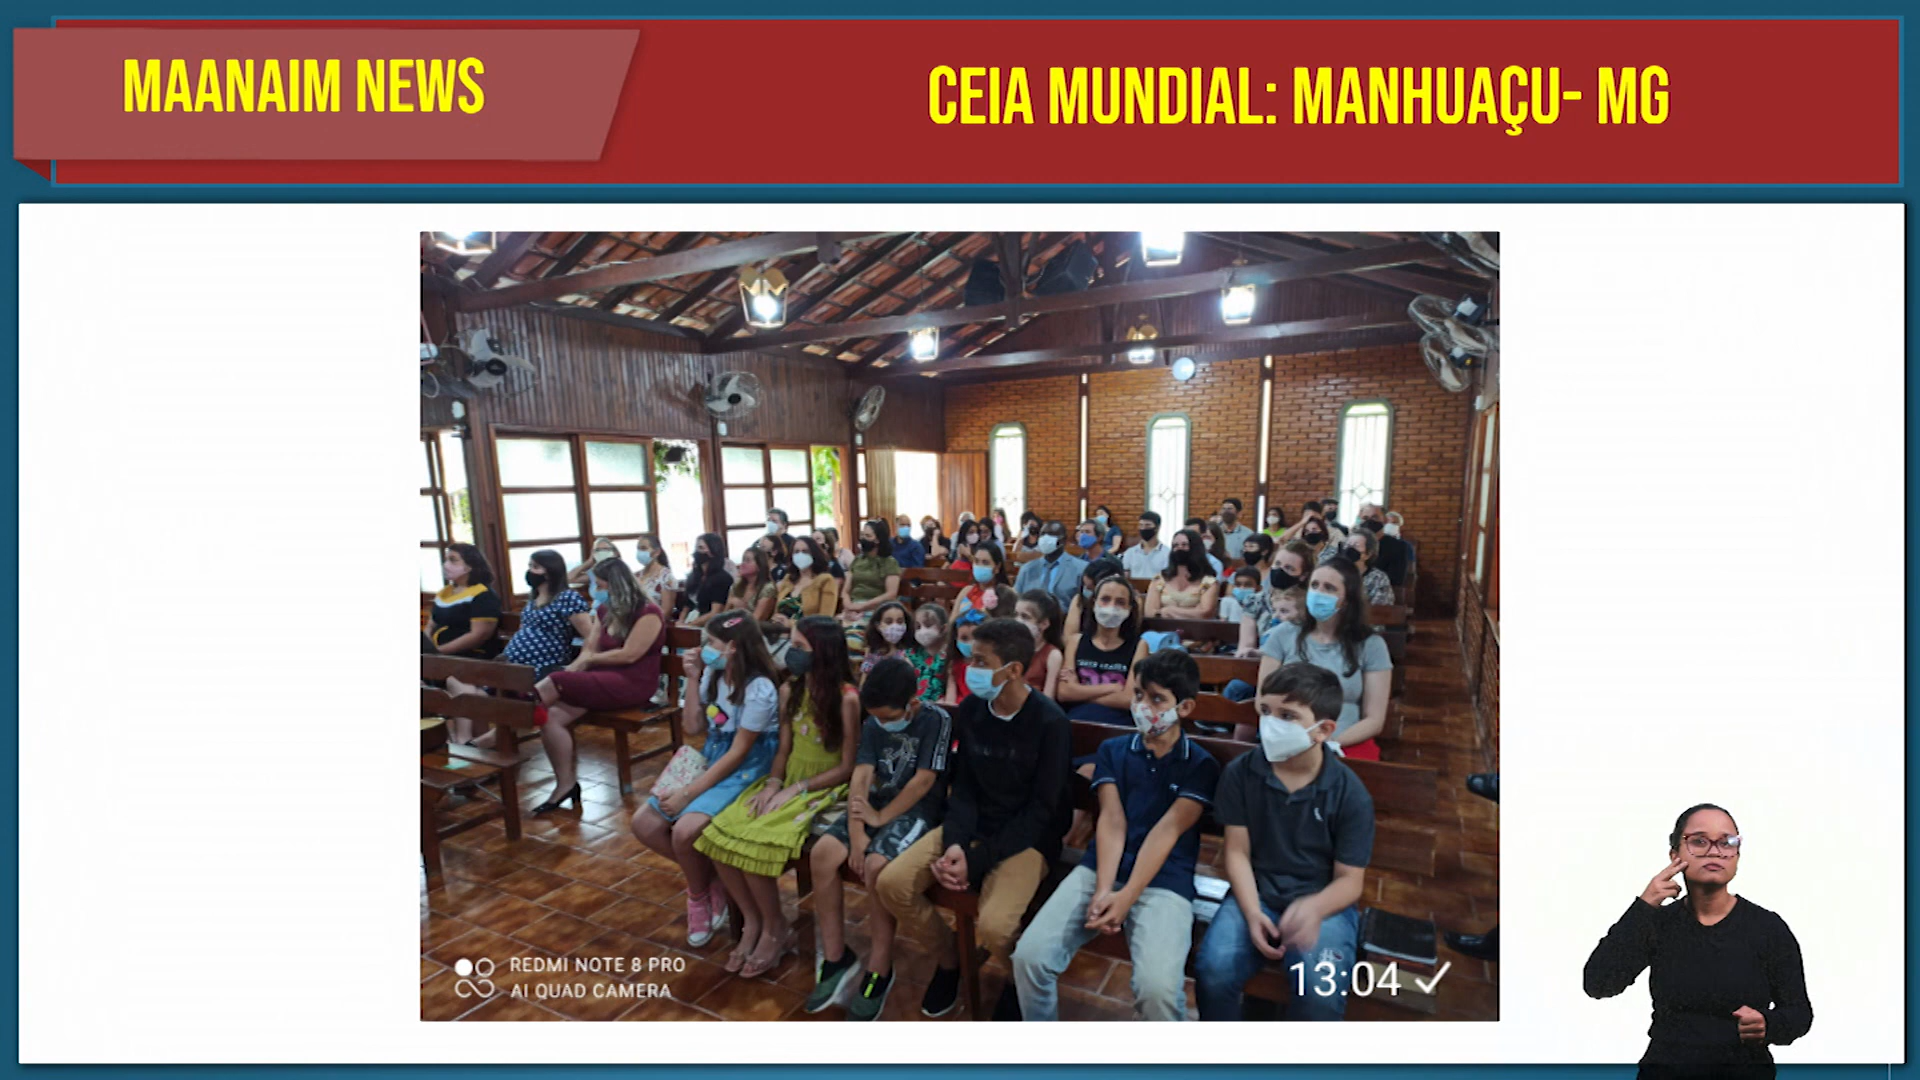 MAANAIM NEWS
CEIA MUNDIAL: MANHUAÇU- MG
REDMI NOTE 8 PRO
AI QUAD CAMERA
13:04